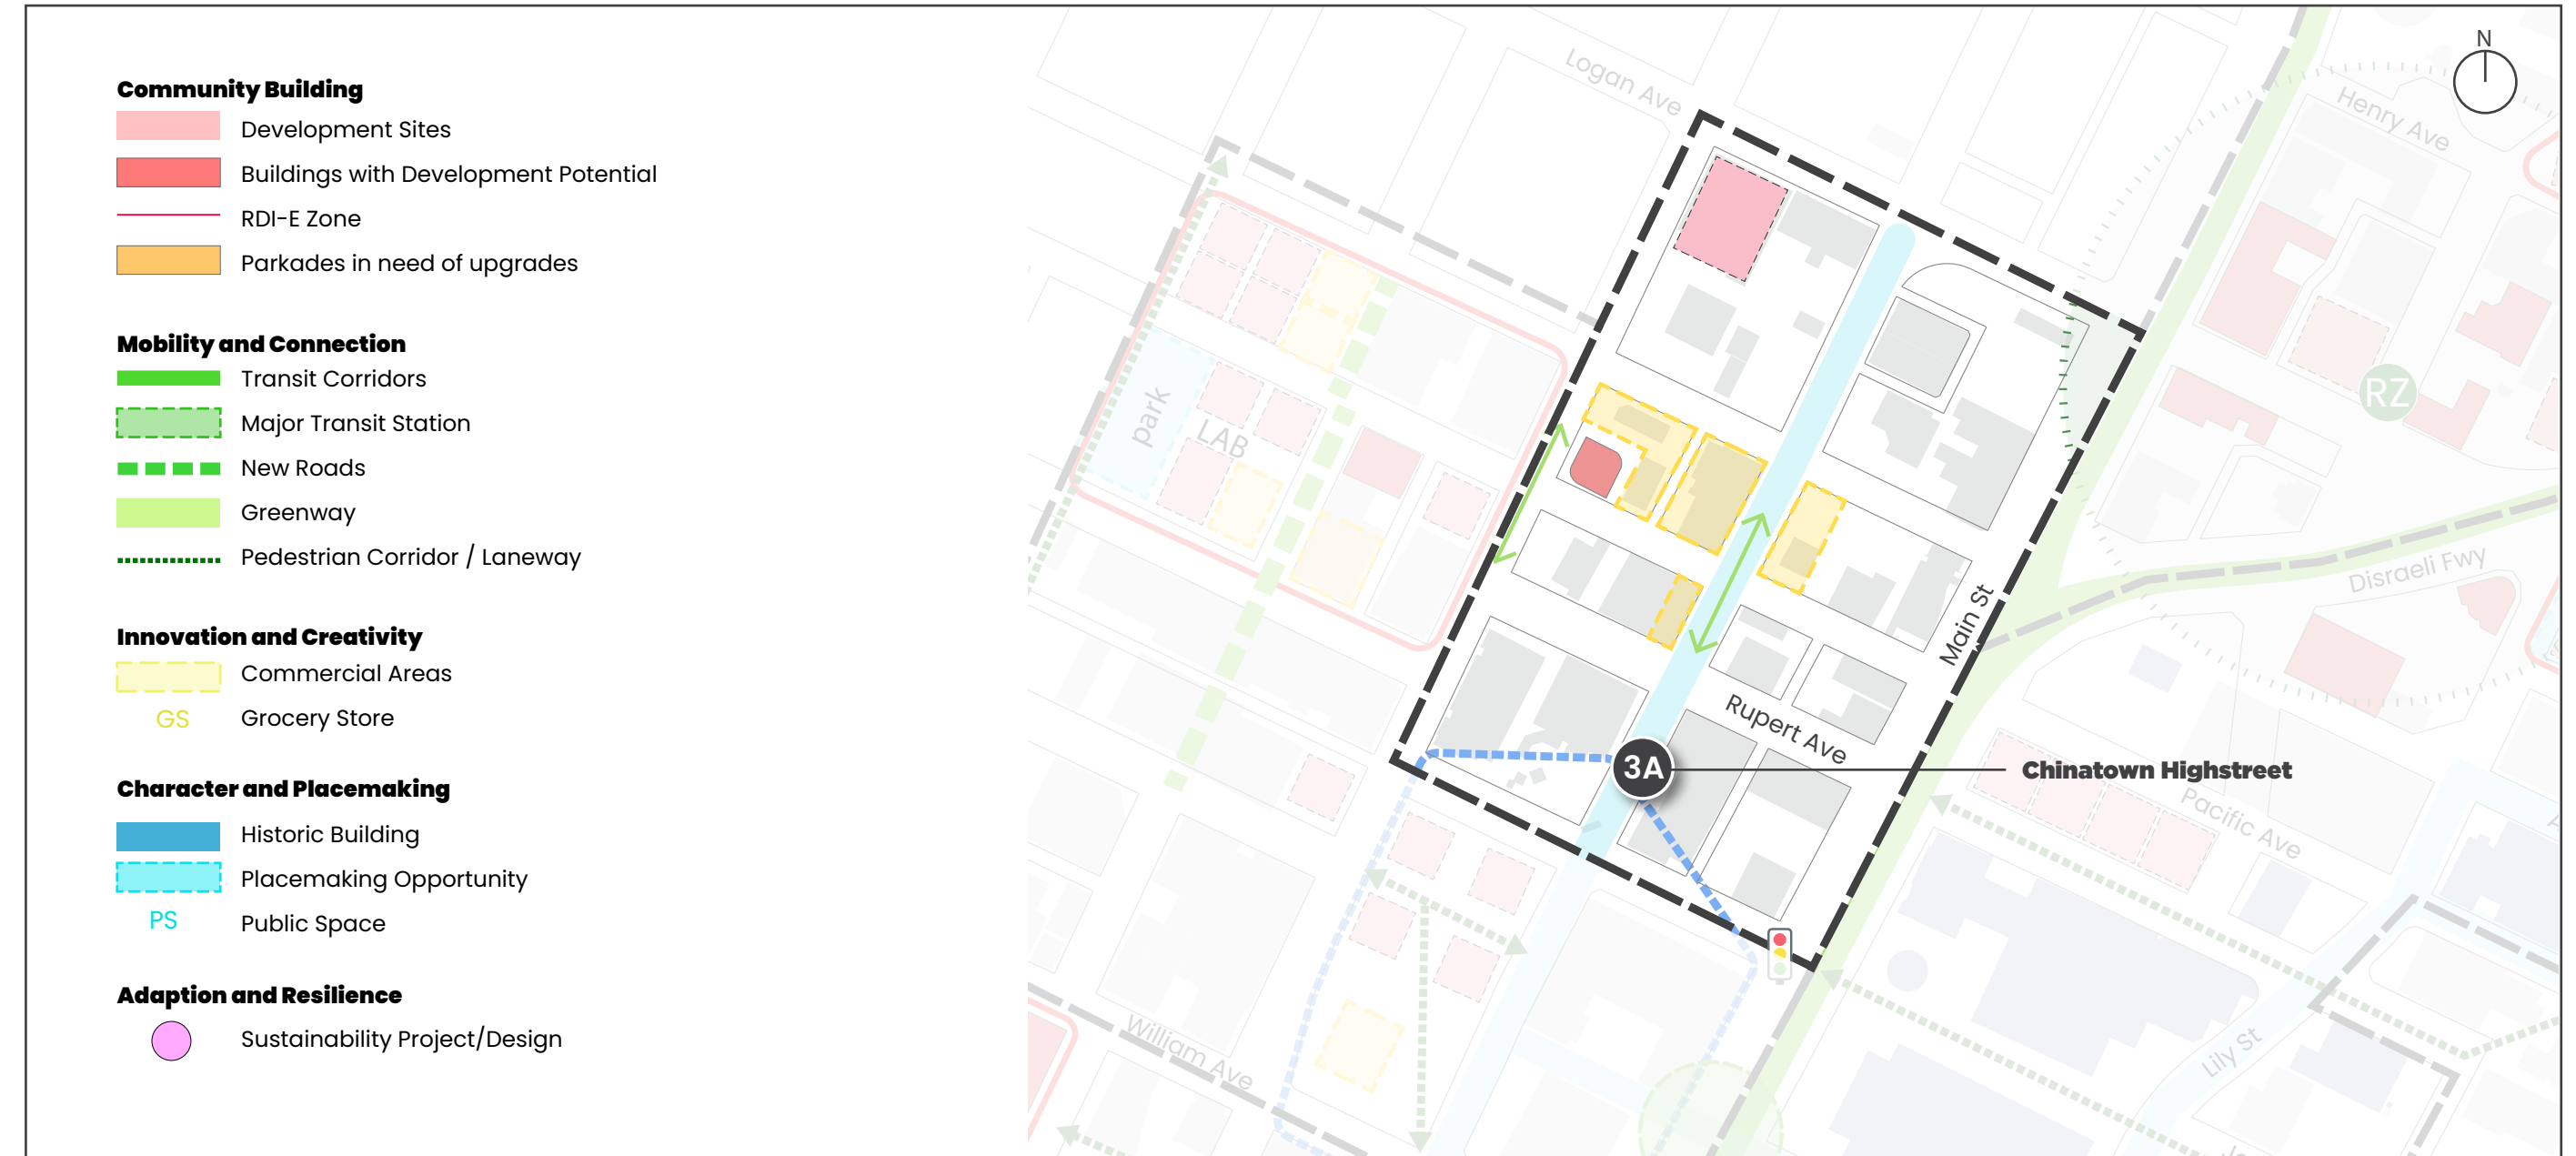 Community Building
Development Sites
Buildings with Development Potential
RDI-E Zone
Parkades in need of upgrades
Mobility and Connection
Transit Corridors
Major Transit Station
New Roads
Greenway
Pedestrian Corridor / Laneway
Innovation and Creativity
Commercial Areas
GS
Grocery Store
Character and Placemaking
Historic Building
Placemaking Opportunity
PS
Public Space
Adaption and Resilience
Sustainability Project/Design
N
Logan Ave
Henry Ave
park
LAB
RZ
Disraeli Fwy
Main St
Rupert Ave
3A
Chinatown Highstreet
Pacific Ave
William Ave
Lily St